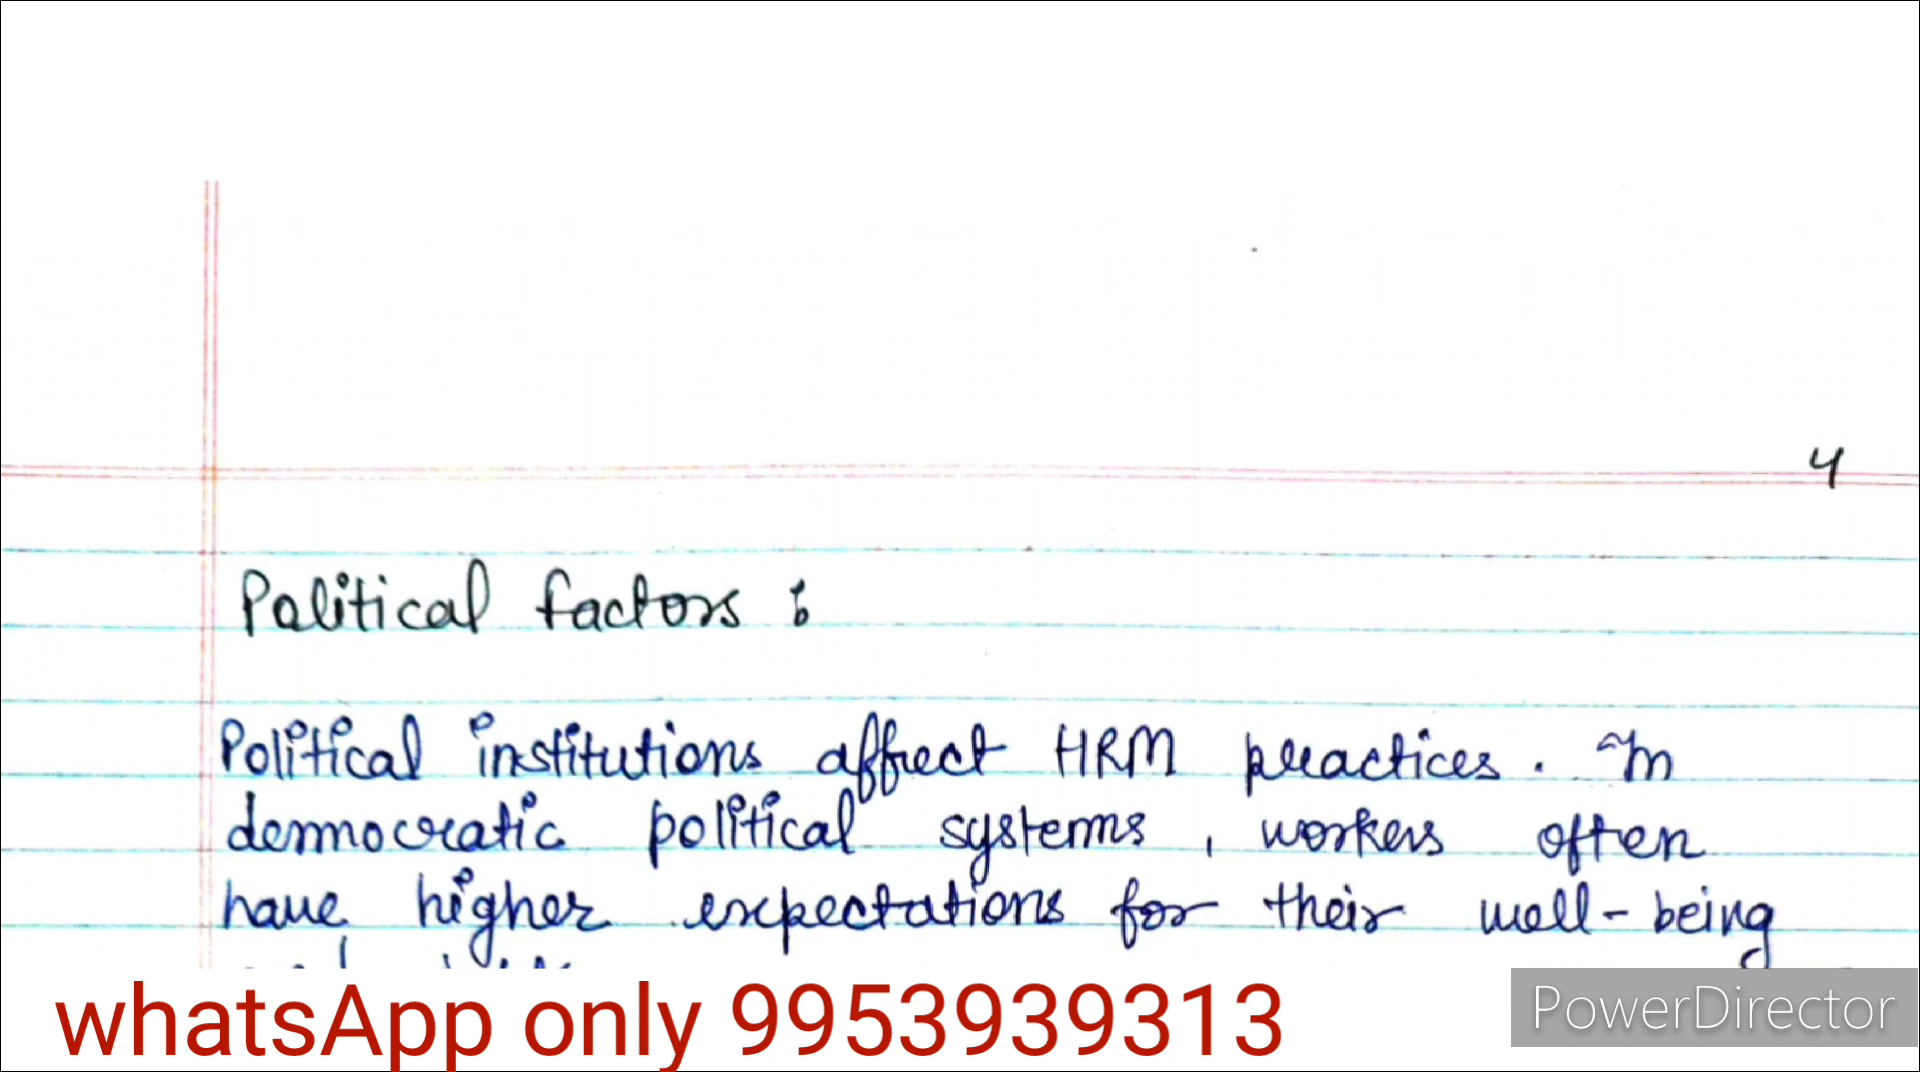 4
Political factors :
Political institutions affect HRM practices. In
democratic political systems, workers often
have higher expectations for their well-being
whatsApp only 9953939313
PowerDirector